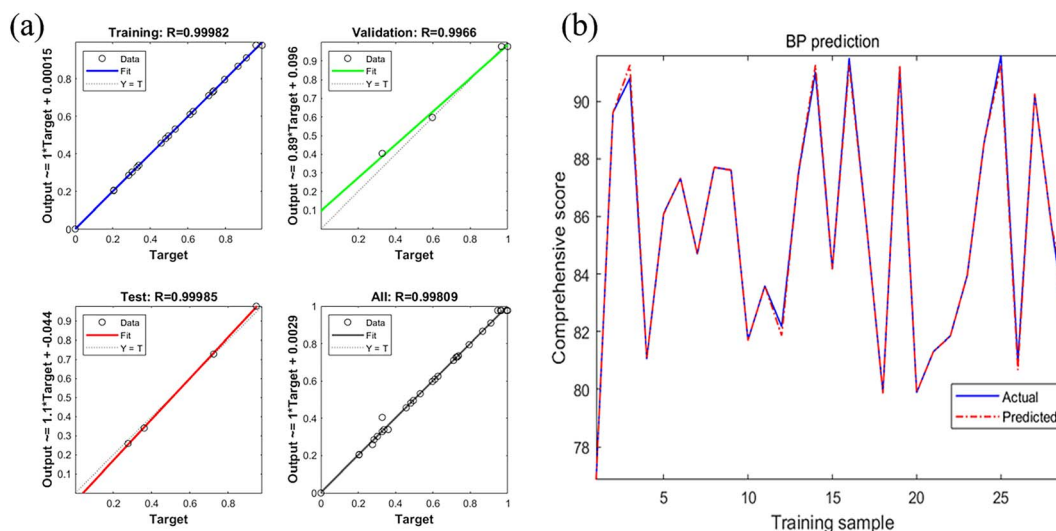 (a)
Training: R=0.99982
Output ~= 1*Target + 0.00015
Data
Fit
Y = T
0.8
0.6
0.4
0.2
0
0 0.2 0.4 0.6 0.8
Target
Validation: R=0.9966
Output ~= 0.89*Target + 0.096
Data
Fit
Y = T
1
0.9
0.8
0.7
0.6
0.5
0.4
0.3
0.2
0.1
0.2 0.4 0.6 0.8 1
Target
Test: R=0.99985
Output ~= 1.1*Target + -0.044
Data
Fit
Y = T
0.9
0.8
0.7
0.6
0.5
0.4
0.3
0.2
0.1
0.2 0.4 0.6 0.8
Target
All: R=0.99809
Output ~= 1*Target + 0.0029
Data
Fit
Y = T
1
0.8
0.6
0.4
0.2
0
0 0.2 0.4 0.6 0.8 1
Target
(b)
BP prediction
Comprehensive score
90
88
86
84
82
80
78
Actual
Predicted
5 10 15 20 25
Training sample